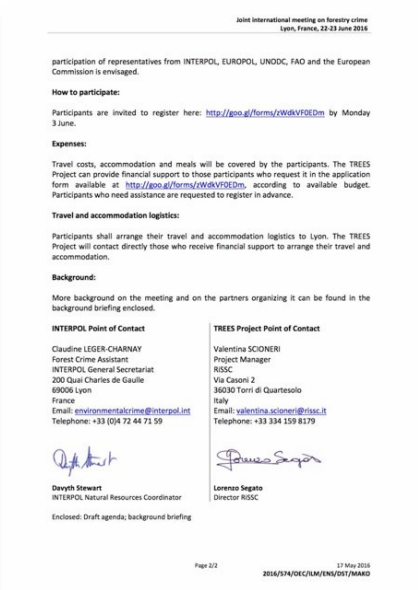 Joint international meeting on forestry crime
Lyon, France, 22-23 June 2016
participation of representatives from INTERPOL, EUROPOL, UNODC, FAO and the European
Commission is envisaged.
How to participate:
Participants are invited to register here: http://goo.gl/forms/zWdkVF0EDm by Monday
3 June.
Expenses:
Travel costs, accommodation and meals will be covered by the participants. The TREES
Project can provide financial support to those participants who request it in the application
form available at http://goo.gl/forms/zWdkVF0EDm, according to available budget.
Participants who need assistance are requested to register in advance.
Travel and accommodation logistics:
Participants shall arrange their travel and accommodation logistics to Lyon. The TREES
Project will contact directly those who receive financial support to arrange their travel and
accommodation.
Background:
More background on the meeting and on the partners organizing it can be found in the
background briefing enclosed.
INTERPOL Point of Contact
Claudine LEGER-CHARNAY
Forest Crime Assistant
INTERPOL General Secretariat
200 Quai Charles de Gaulle
69006 Lyon
France
Email: environmentalcrime@interpol.int
Telephone: +33 (0)4 72 44 71 59
Davyth Stewart
Davyth Stewart
INTERPOL Natural Resources Coordinator
TREES Project Point of Contact
Valentina SCIONERI
Project Manager
RiSSC
Via Casoni 2
36030 Torri di Quartesolo
Italy
Email: valentina.scioneri@rissc.it
Telephone: +33 334 159 8179
Lorenzo Segato
Lorenzo Segato
Director RiSSC
Enclosed: Draft agenda; background briefing
Page 2/2
17 May 2016
2016/574/OEC/ILM/ENS/DST/MAKO